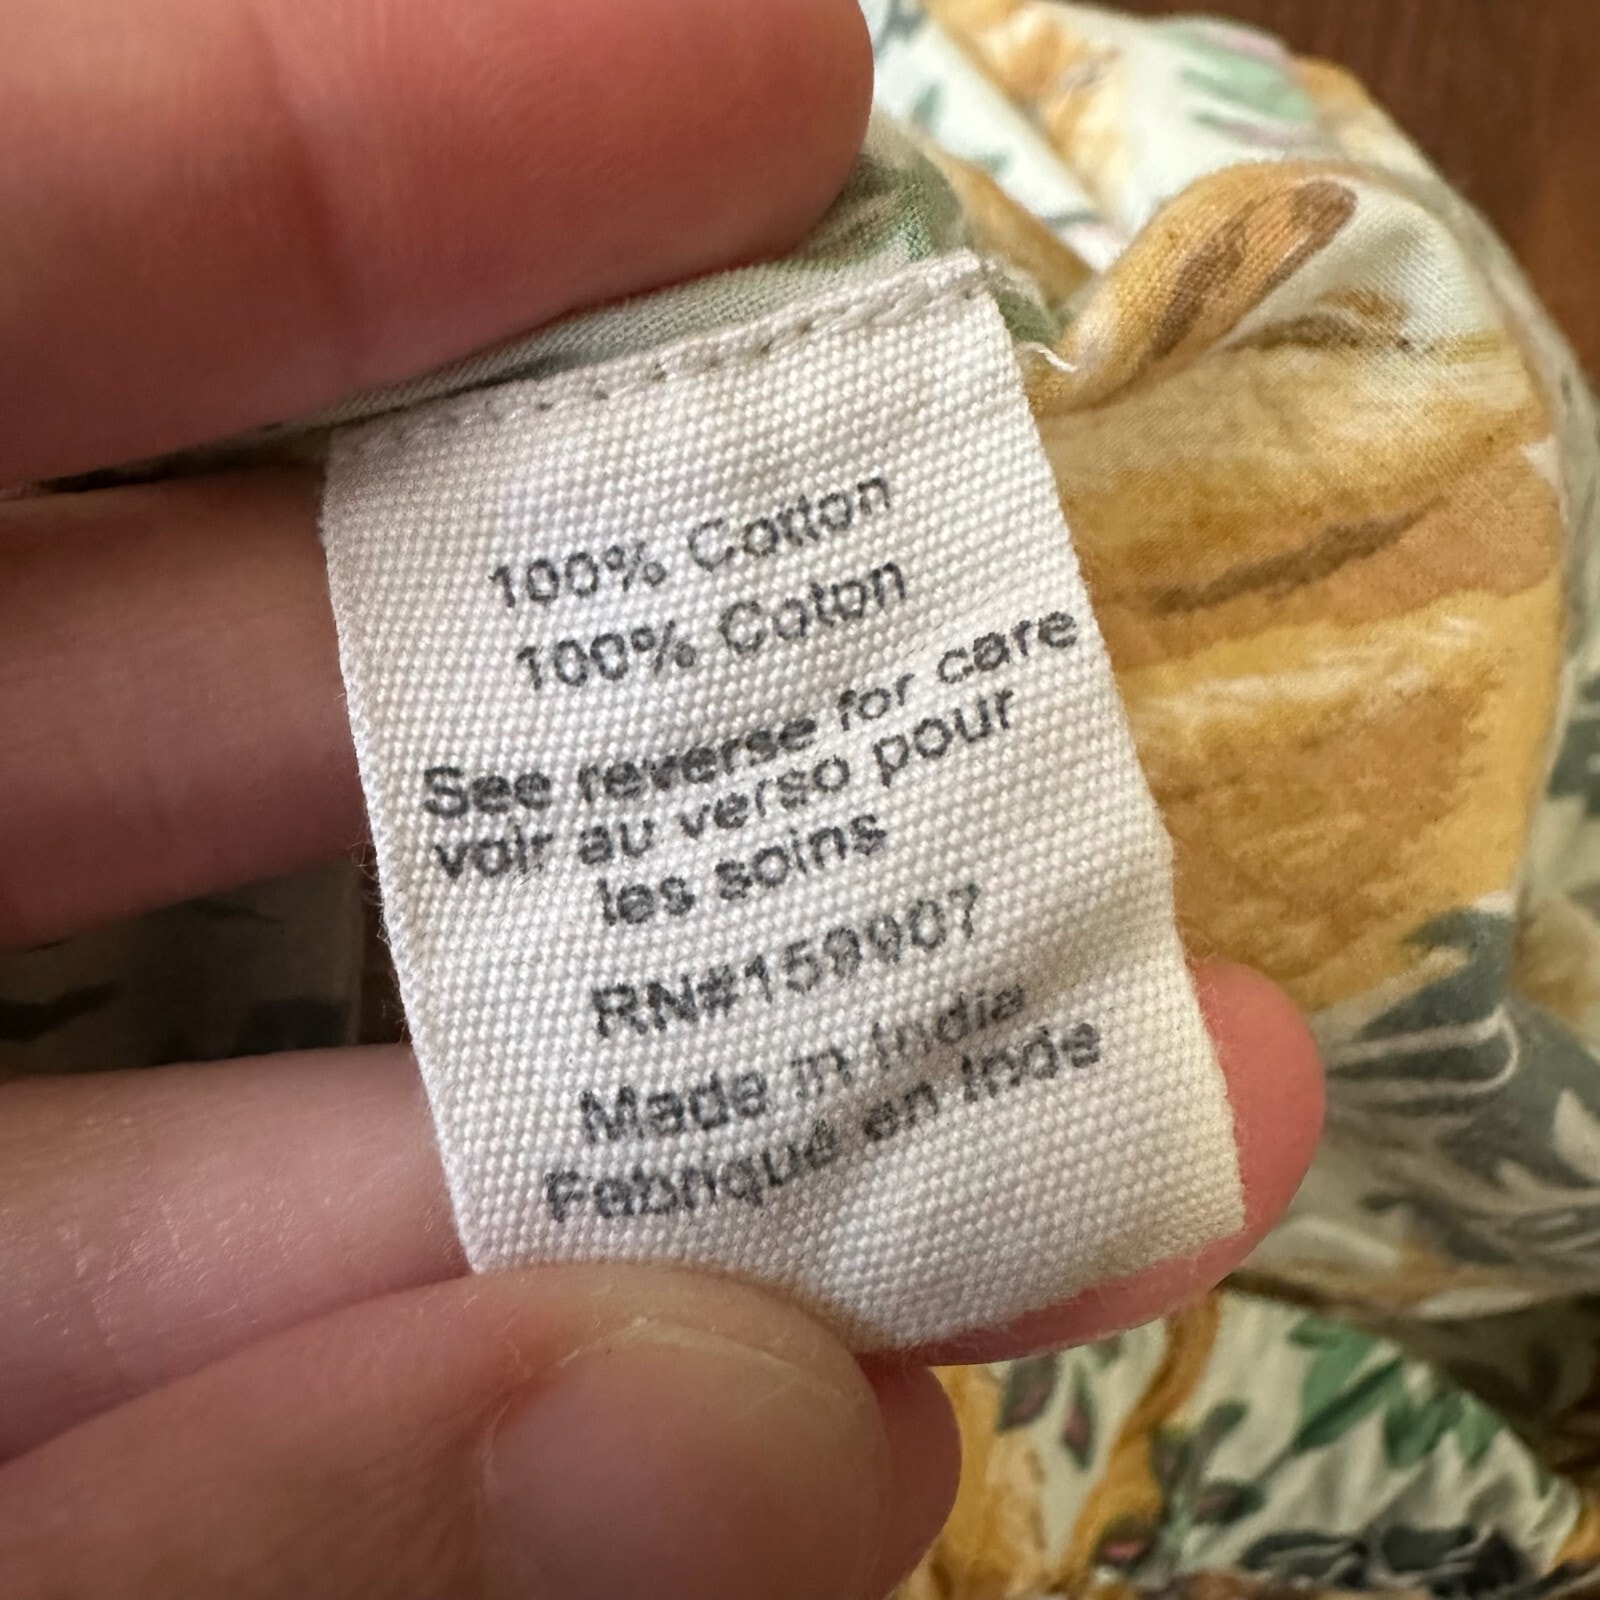 100% Cotton
100% Coton
See reverse for care
voir au verso pour
les soins
RN#159907
Made in India
Fabriqué en Inde